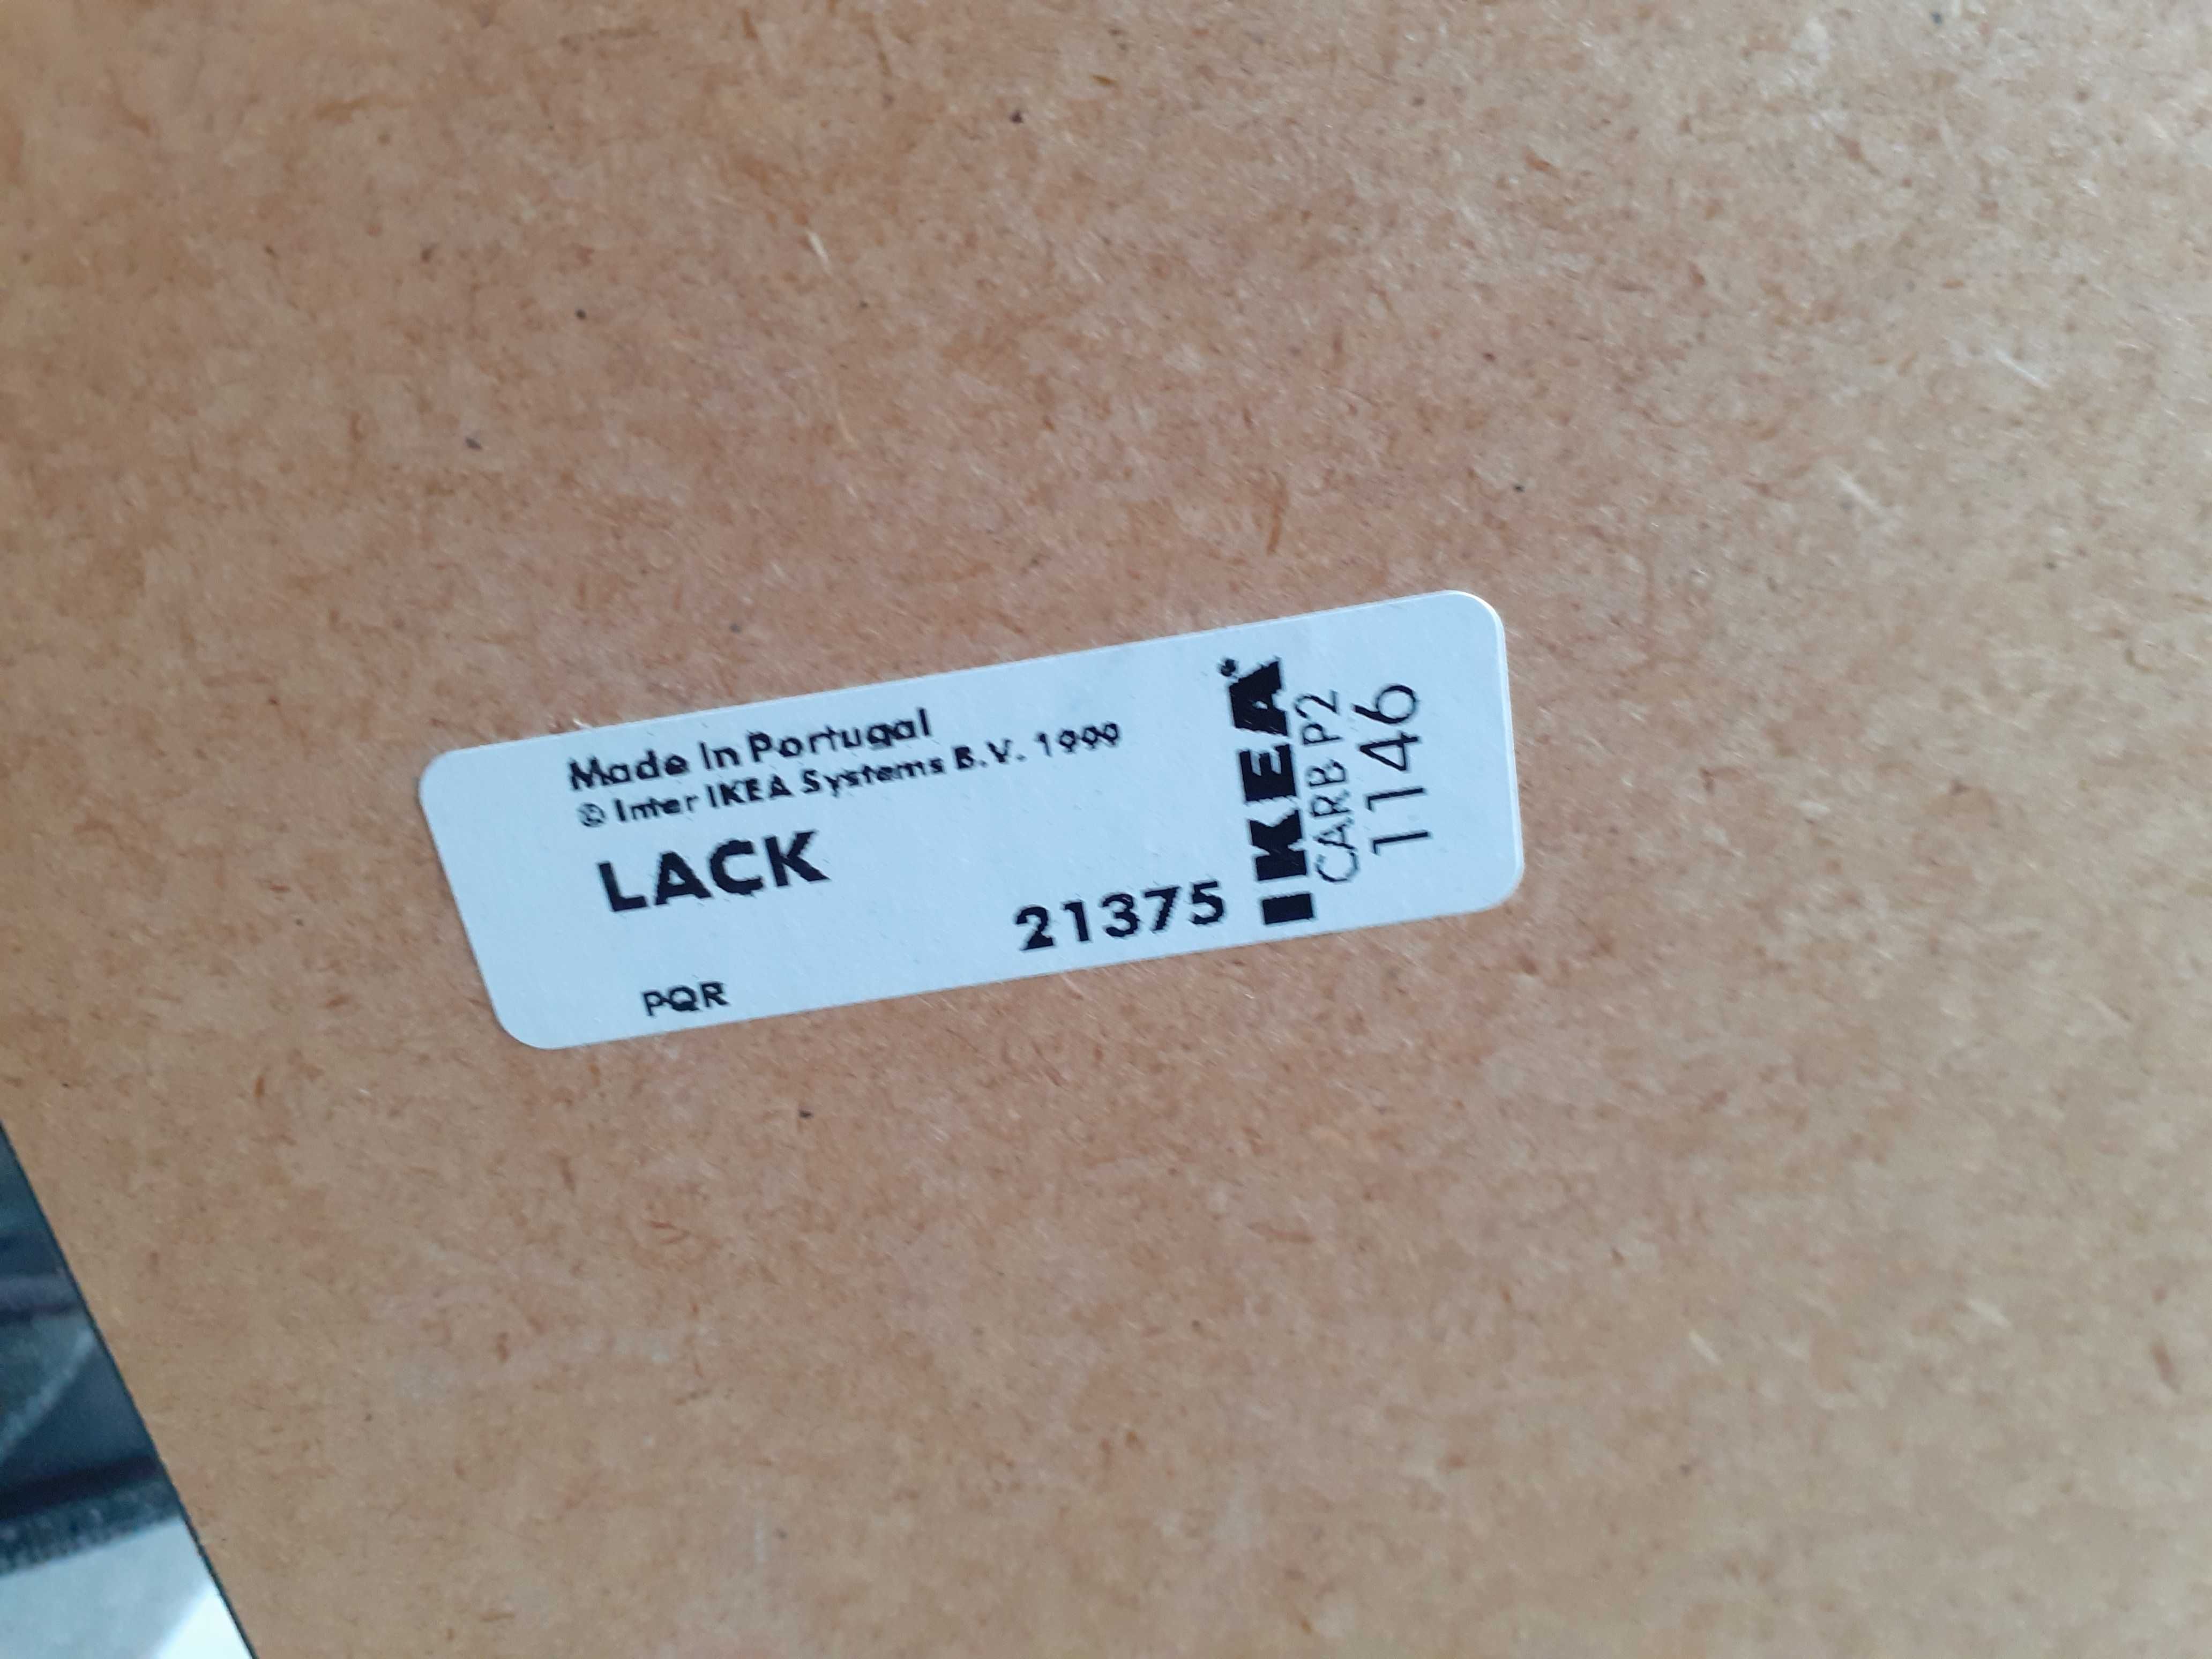 Made in Portugal
© Inter IKEA Systems B.V. 1999
LACK
21375
PQR
IKEA®
CARB P2
1146